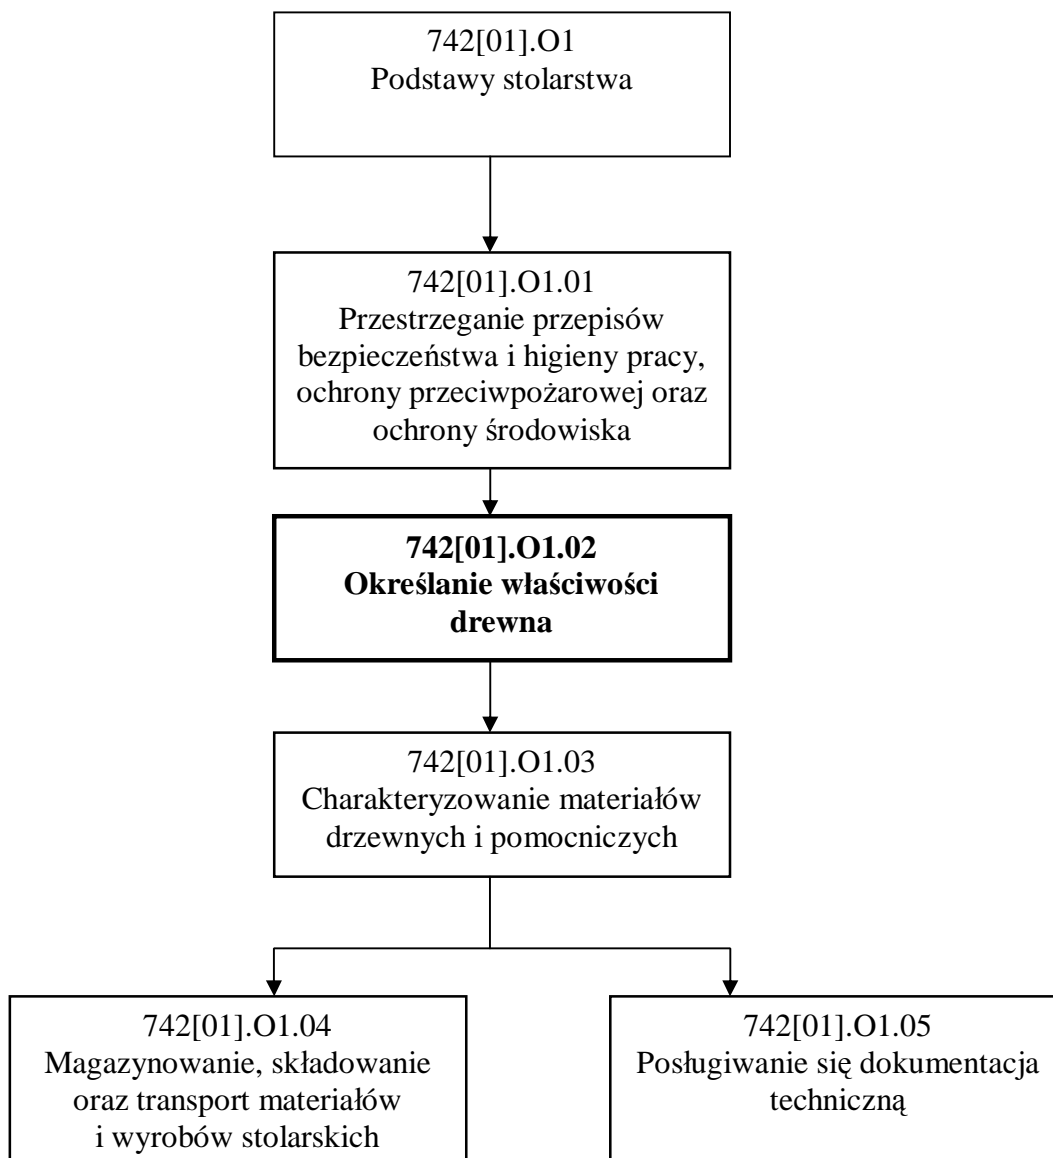 742[01].O1
Podstawy stolarstwa
742[01].O1.01
Przestrzeganie przepisów
bezpieczeństwa i higieny pracy,
ochrony przeciwpożarowej oraz
ochrony środowiska
742[01].O1.02
Określanie właściwości
drewna
742[01].O1.03
Charakteryzowanie materiałów
drzewnych i pomocniczych
742[01].O1.04
Magazynowanie, składowanie
oraz transport materiałów
i wyrobów stolarskich
742[01].O1.05
Posługiwanie się dokumentacja
techniczną